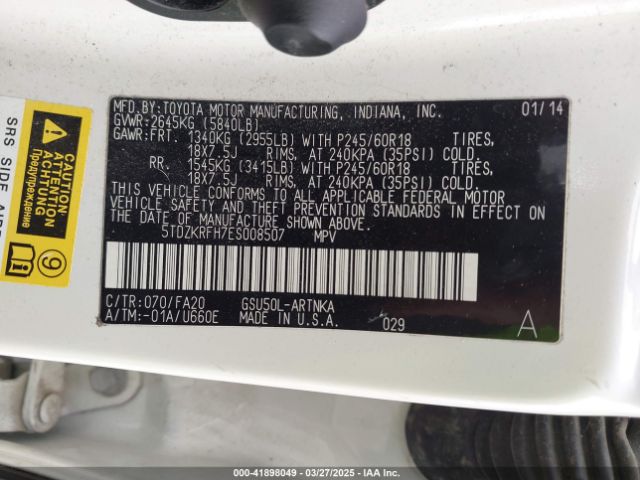 MFD.BY:TOYOTA MOTOR MANUFACTURING, INDIANA, INC. 01/14
GVWR:2645KG (5840LB)
GAWR:FRT. 1340KG (2955LB) WITH P245/60R18 TIRES,
18X7.5J RIMS, AT 240KPA (35PSI) COLD.
RR. 1545KG (3415LB) WITH P245/60R18 TIRES,
18X7.5J RIMS, AT 240KPA (35PSI) COLD.
THIS VEHICLE CONFORMS TO ALL APPLICABLE FEDERAL MOTOR
VEHICLE SAFETY AND THEFT PREVENTION STANDARDS IN EFFECT
ON THE DATE OF MANUFACTURE SHOWN ABOVE.
5TDZKRFH7ES008507 MPV
C/TR:070/FA20 GSU50L-ARTNKA
A/TM:-01A/U660E MADE IN U.S.A. 029 A
CAUTION
ATTENTION
ACHTUNG
Предупреждение
000-41898049 | 03/27/2025 | IAA Inc.